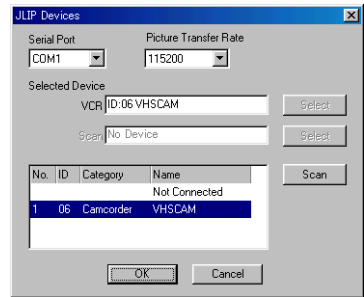 JLIP Devices
Serial Port Picture Transfer Rate
COM1 115200
Selected Device
VCR ID:06 VHSCAM Select
Scan No Device Select
No. ID Category Name Scan
Not Connected
1 06 Camcorder VHSCAM
OK Cancel